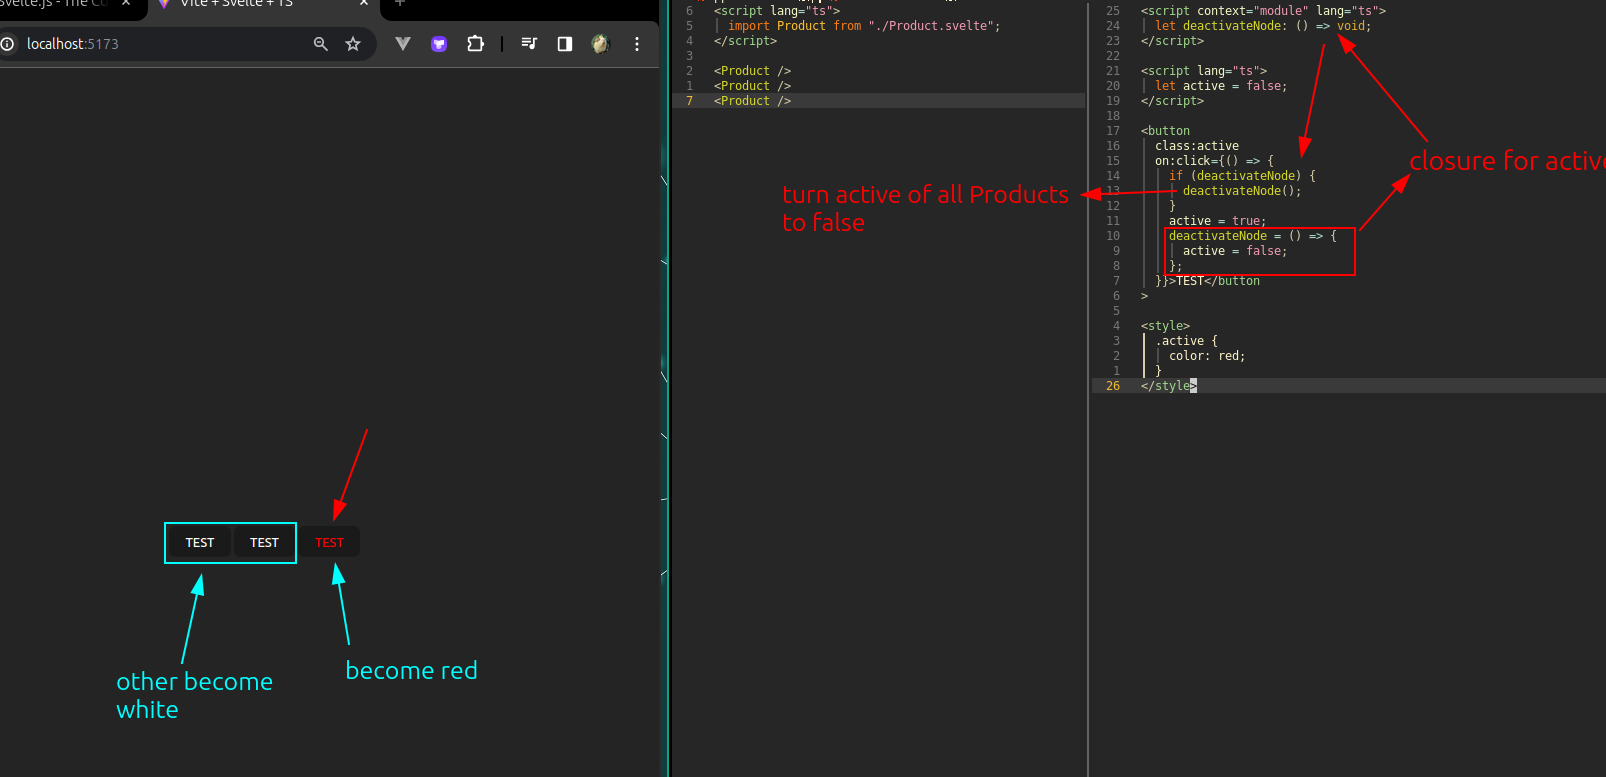 Svelte.js - The Co
Vite + Svelte + TS
localhost:5173
TEST
TEST
TEST
other become
white
become red
6 <script lang="ts">
5 import Product from "./Product.svelte";
4 </script>
3
2 <Product />
1 <Product />
7 <Product />
turn active of all Products
to false
25 <script context="module" lang="ts">
24 let deactivateNode: () => void;
23 </script>
22
21 <script lang="ts">
20 let active = false;
19 </script>
18
17 <button
16 class:active
15 on:click={() => {
14 if (deactivateNode) {
13 deactivateNode();
12 }
11 active = true;
10 deactivateNode = () => {
9 active = false;
8 };
7 }}>TEST</button
6 >
5
4 <style>
3 .active {
2 color: red;
1 }
26 </style>
closure for active